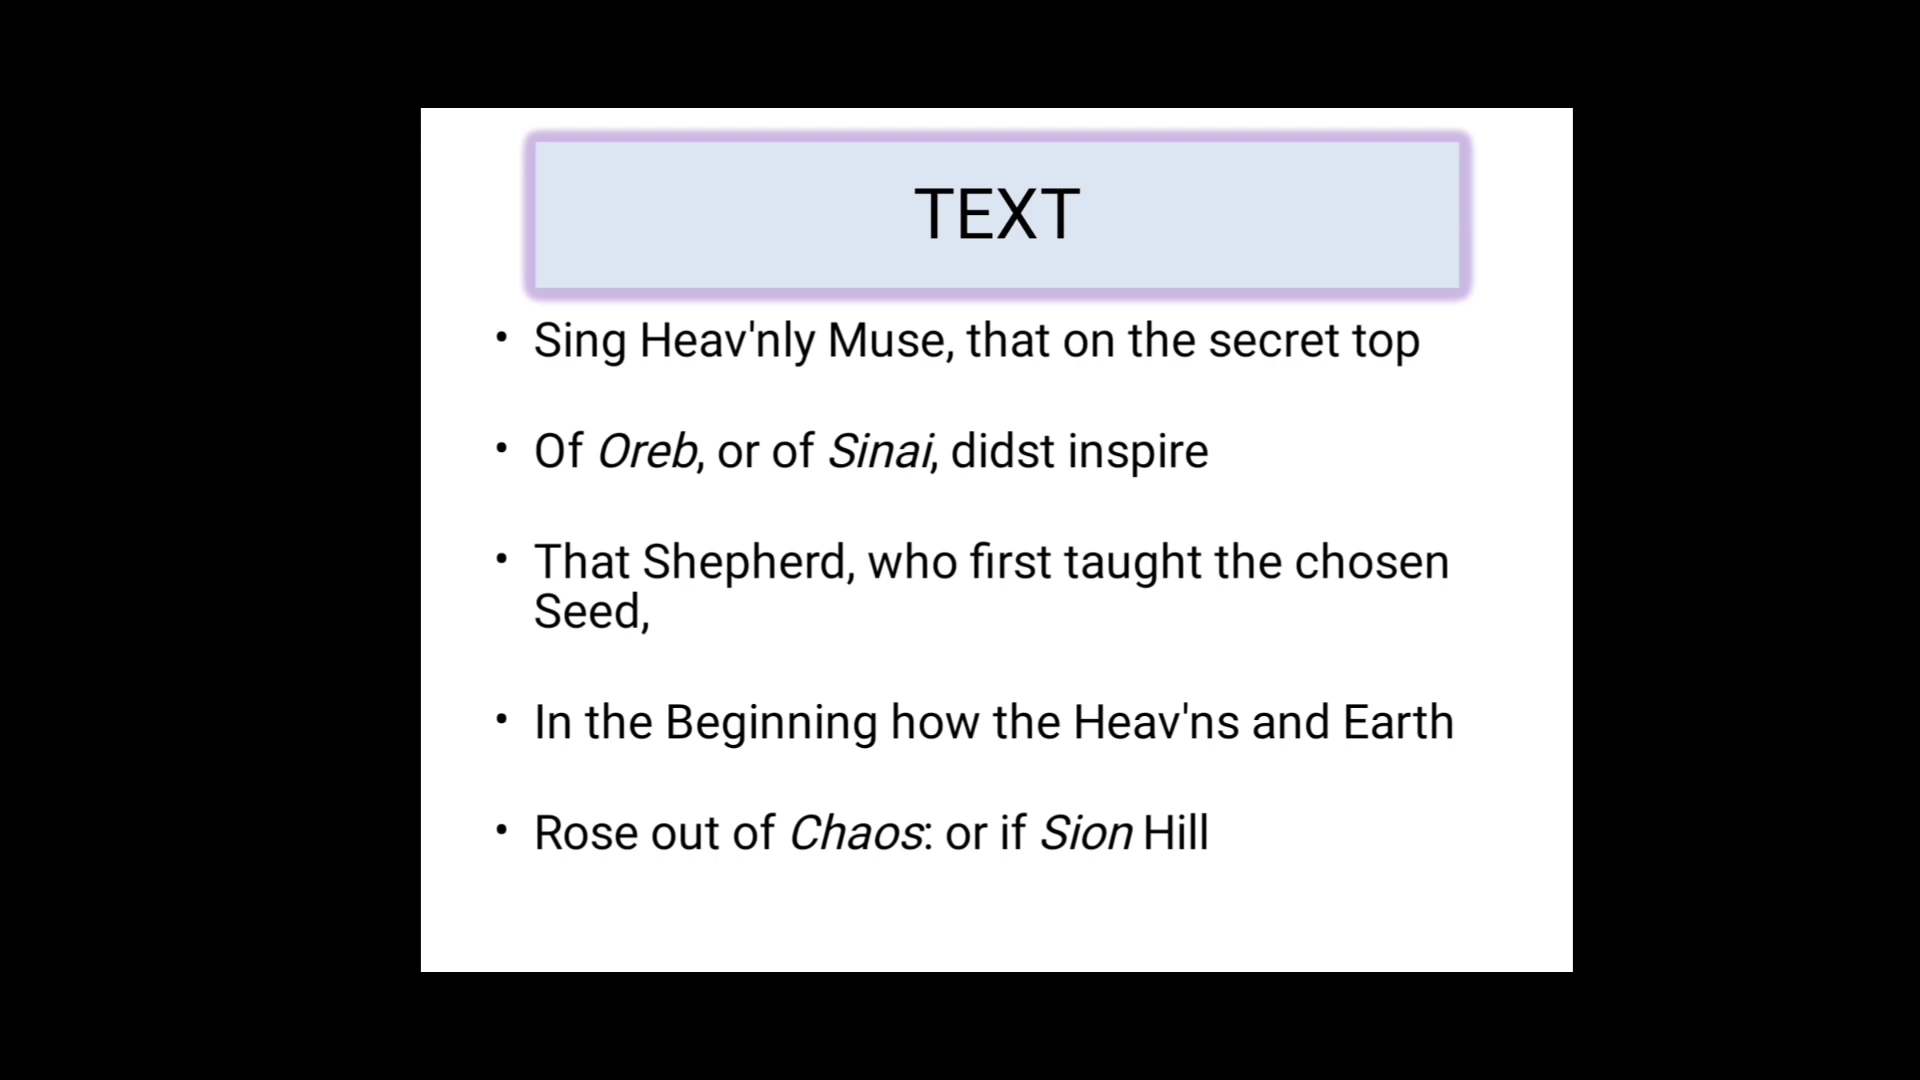 TEXT
• Sing Heav'nly Muse, that on the secret top
• Of Oreb, or of Sinai, didst inspire
• That Shepherd, who first taught the chosen
Seed,
• In the Beginning how the Heav'ns and Earth
• Rose out of Chaos: or if Sion Hill